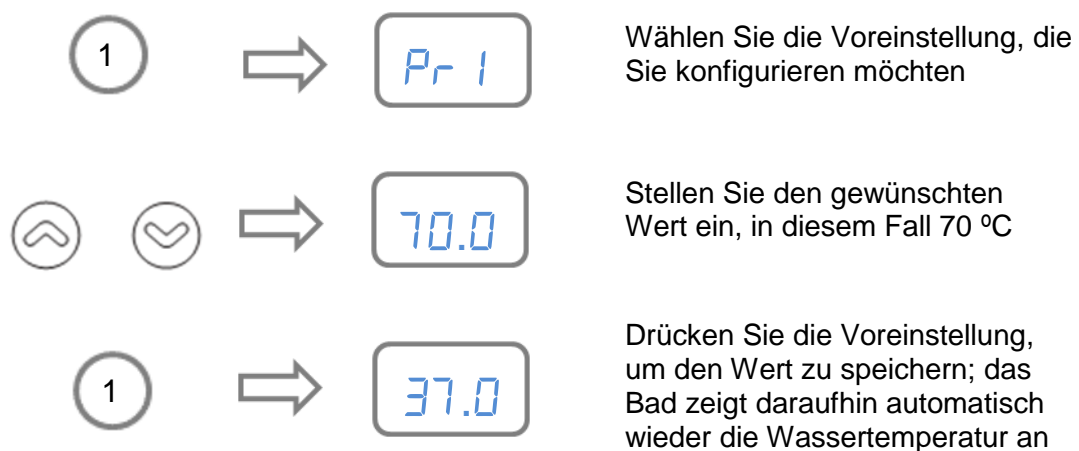 1
Pr 1
Wählen Sie die Voreinstellung, die
Sie konfigurieren möchten
70.0
Stellen Sie den gewünschten
Wert ein, in diesem Fall 70 ºC
1
37.0
Drücken Sie die Voreinstellung,
um den Wert zu speichern; das
Bad zeigt daraufhin automatisch
wieder die Wassertemperatur an